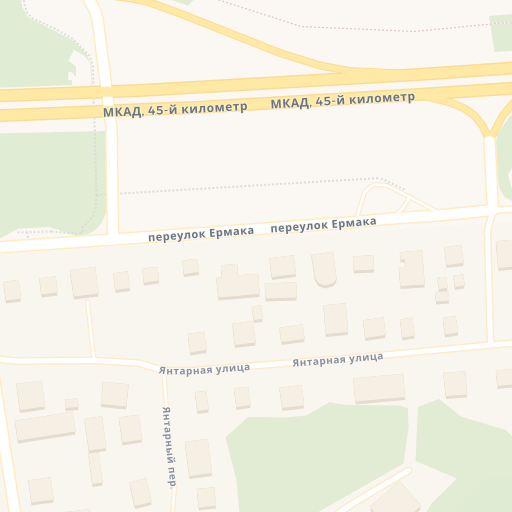 МКАД, 45-й километр
МКАД, 45-й километр
переулок Ермака
переулок Ермака
Янтарная улица
Янтарная улица
Янтарный пер.